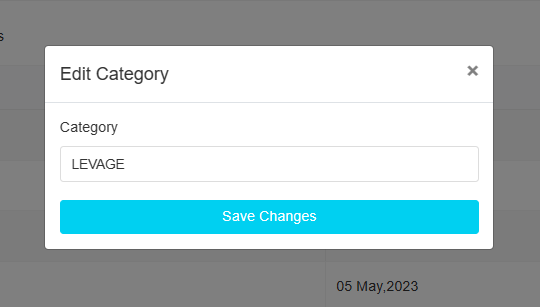 s
Edit Category
×
Category
LEVAGE
Save Changes
05 May,2023